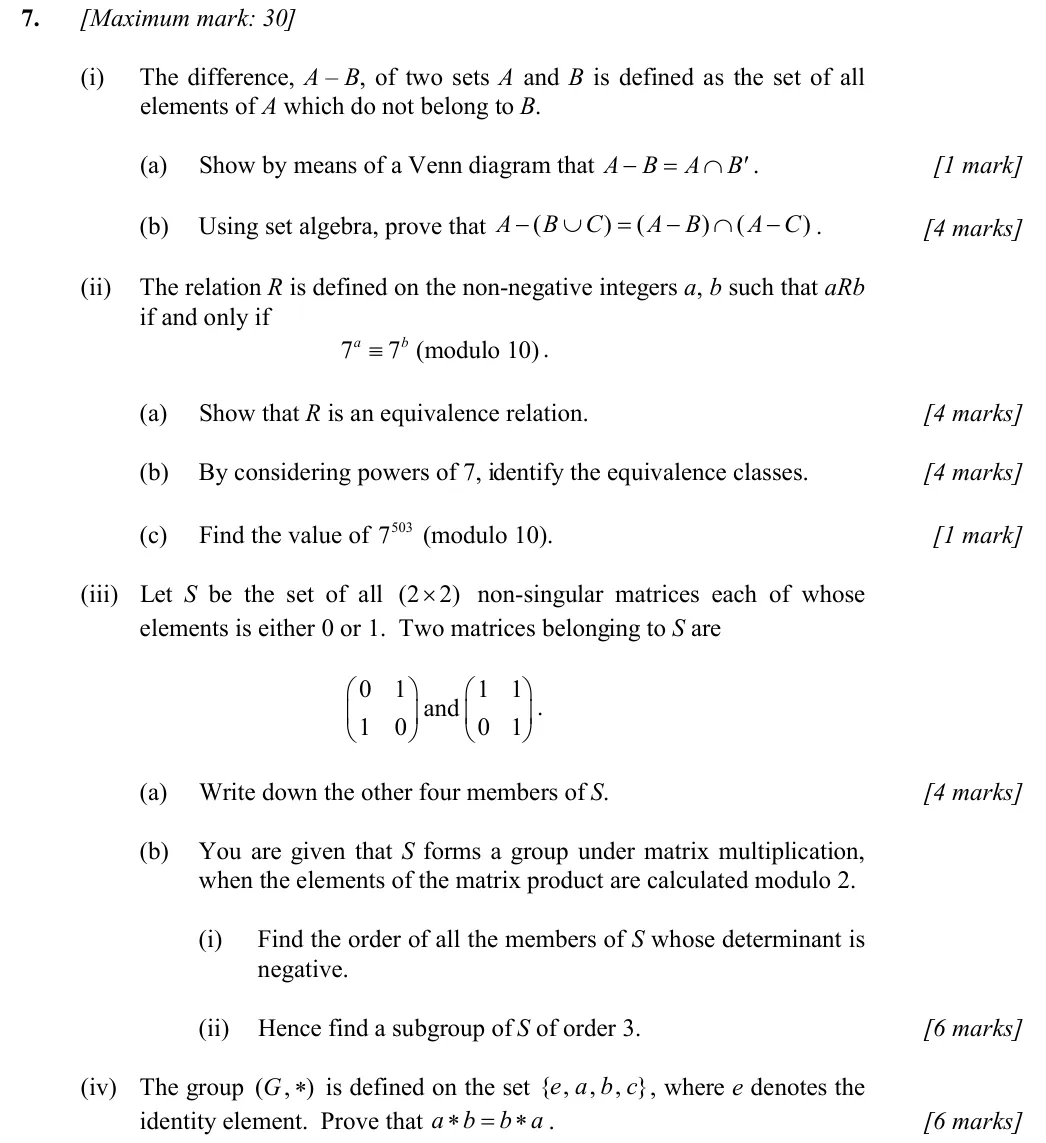 7. [Maximum mark: 30]
(i) The difference, A – B, of two sets A and B is defined as the set of all
elements of A which do not belong to B.
(a) Show by means of a Venn diagram that A − B = A ∩ B′ . [1 mark]
(b) Using set algebra, prove that A − (B ∪ C) = (A − B) ∩ (A − C) . [4 marks]
(ii) The relation R is defined on the non-negative integers a, b such that aRb
if and only if
7ᵃ ≡ 7ᵇ (modulo 10) .
(a) Show that R is an equivalence relation. [4 marks]
(b) By considering powers of 7, identify the equivalence classes. [4 marks]
(c) Find the value of 7⁵⁰³ (modulo 10). [1 mark]
(iii) Let S be the set of all (2 × 2) non-singular matrices each of whose
elements is either 0 or 1. Two matrices belonging to S are
(0 1
1 0) and (1 1
0 1) .
(a) Write down the other four members of S. [4 marks]
(b) You are given that S forms a group under matrix multiplication,
when the elements of the matrix product are calculated modulo 2.
(i) Find the order of all the members of S whose determinant is
negative.
(ii) Hence find a subgroup of S of order 3. [6 marks]
(iv) The group (G, ∗) is defined on the set {e, a, b, c} , where e denotes the
identity element. Prove that a ∗ b = b ∗ a . [6 marks]